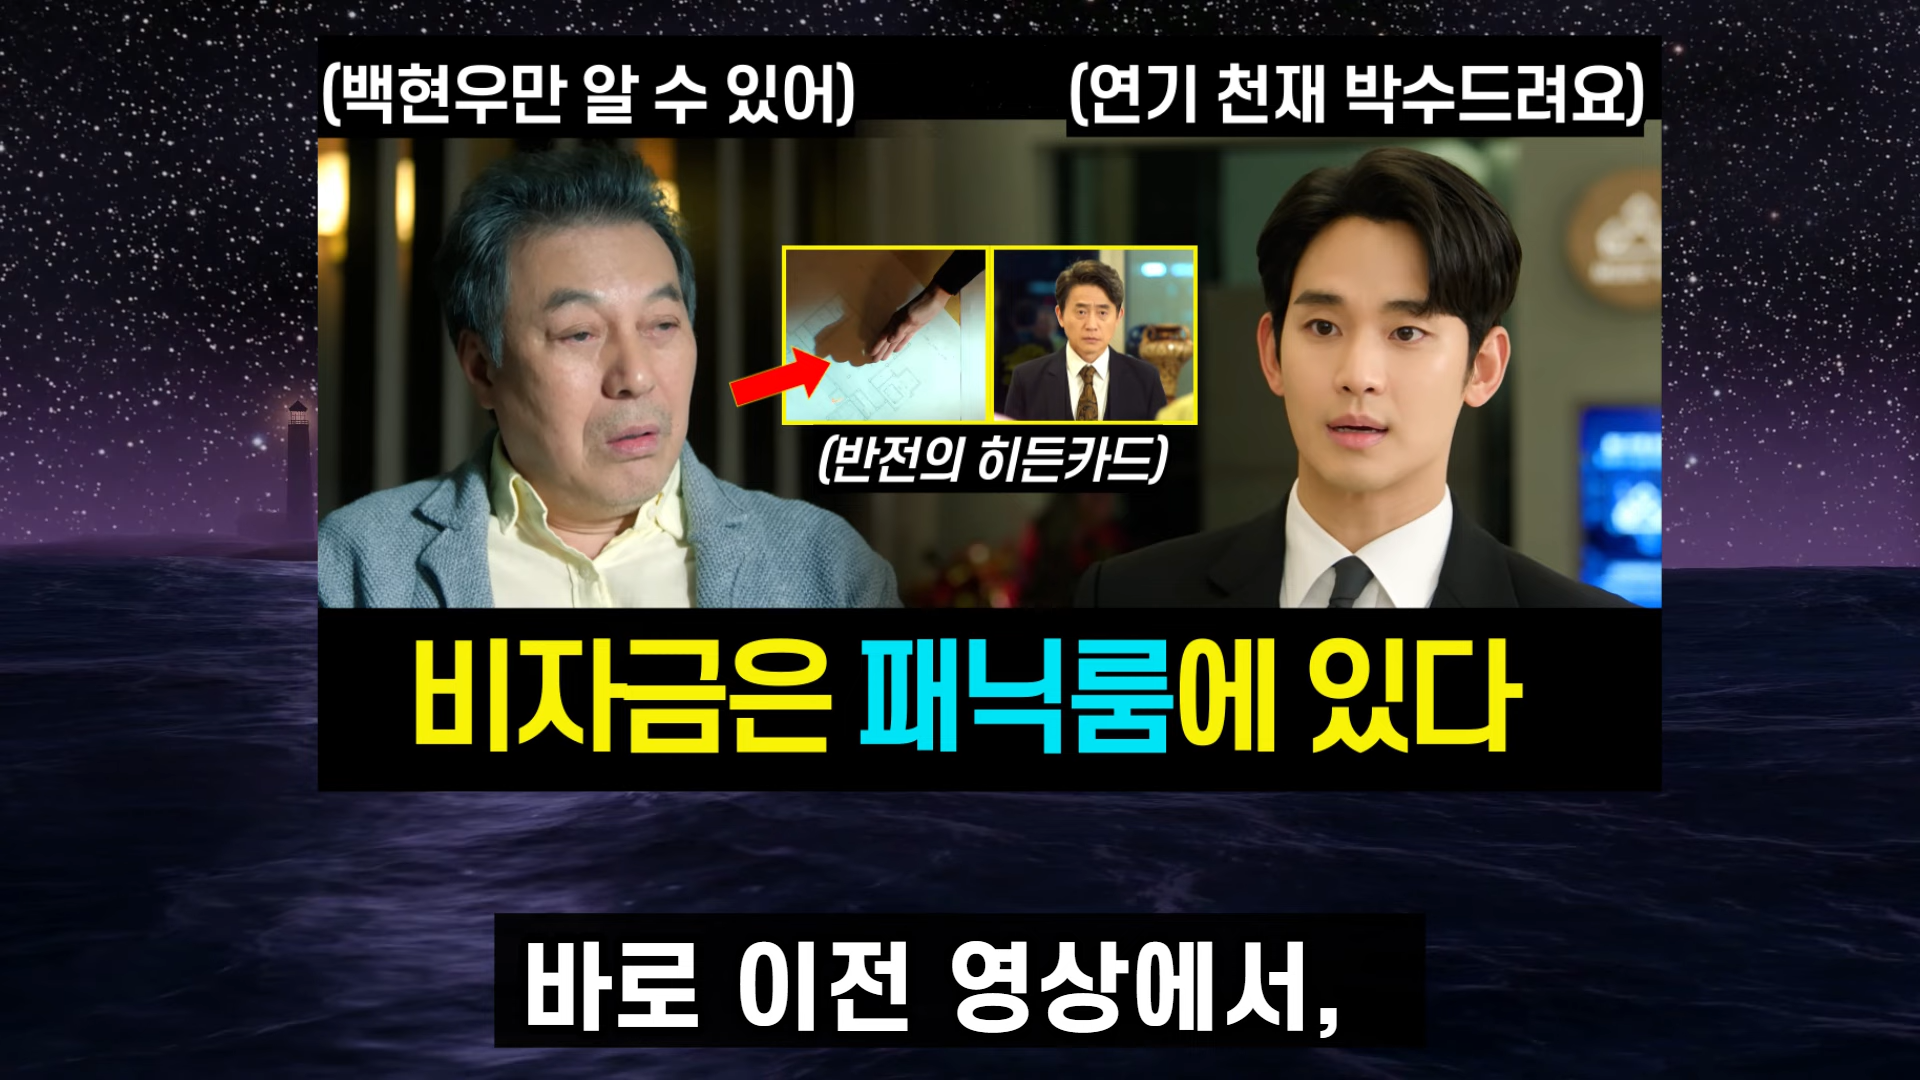 (백현우만 알 수 있어)
(연기 천재 박수드려요)
(반전의 히든카드)
비자금은 패닉룸에 있다
바로 이전 영상에서,